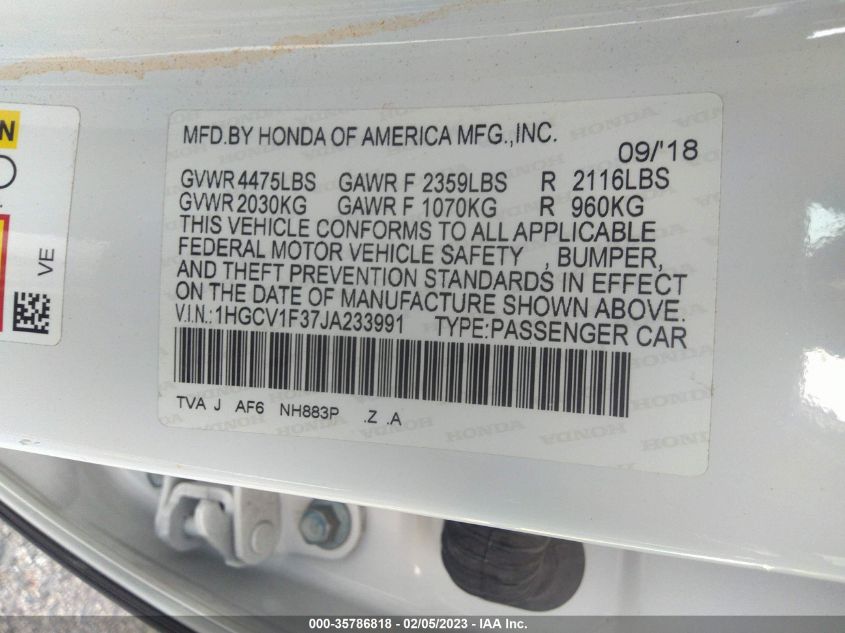 MFD.BY HONDA OF AMERICA MFG.,INC.
09/'18
GVWR 4475LBS GAWR F 2359LBS R 2116LBS
GVWR 2030KG GAWR F 1070KG R 960KG
THIS VEHICLE CONFORMS TO ALL APPLICABLE
FEDERAL MOTOR VEHICLE SAFETY , BUMPER,
AND THEFT PREVENTION STANDARDS IN EFFECT
ON THE DATE OF MANUFACTURE SHOWN ABOVE.
V.I.N.:1HGCV1F37JA233991 TYPE:PASSENGER CAR
TVA J AF6 NH883P .Z .A
VE
000-35786818 - 02/05/2023 - IAAI Inc.